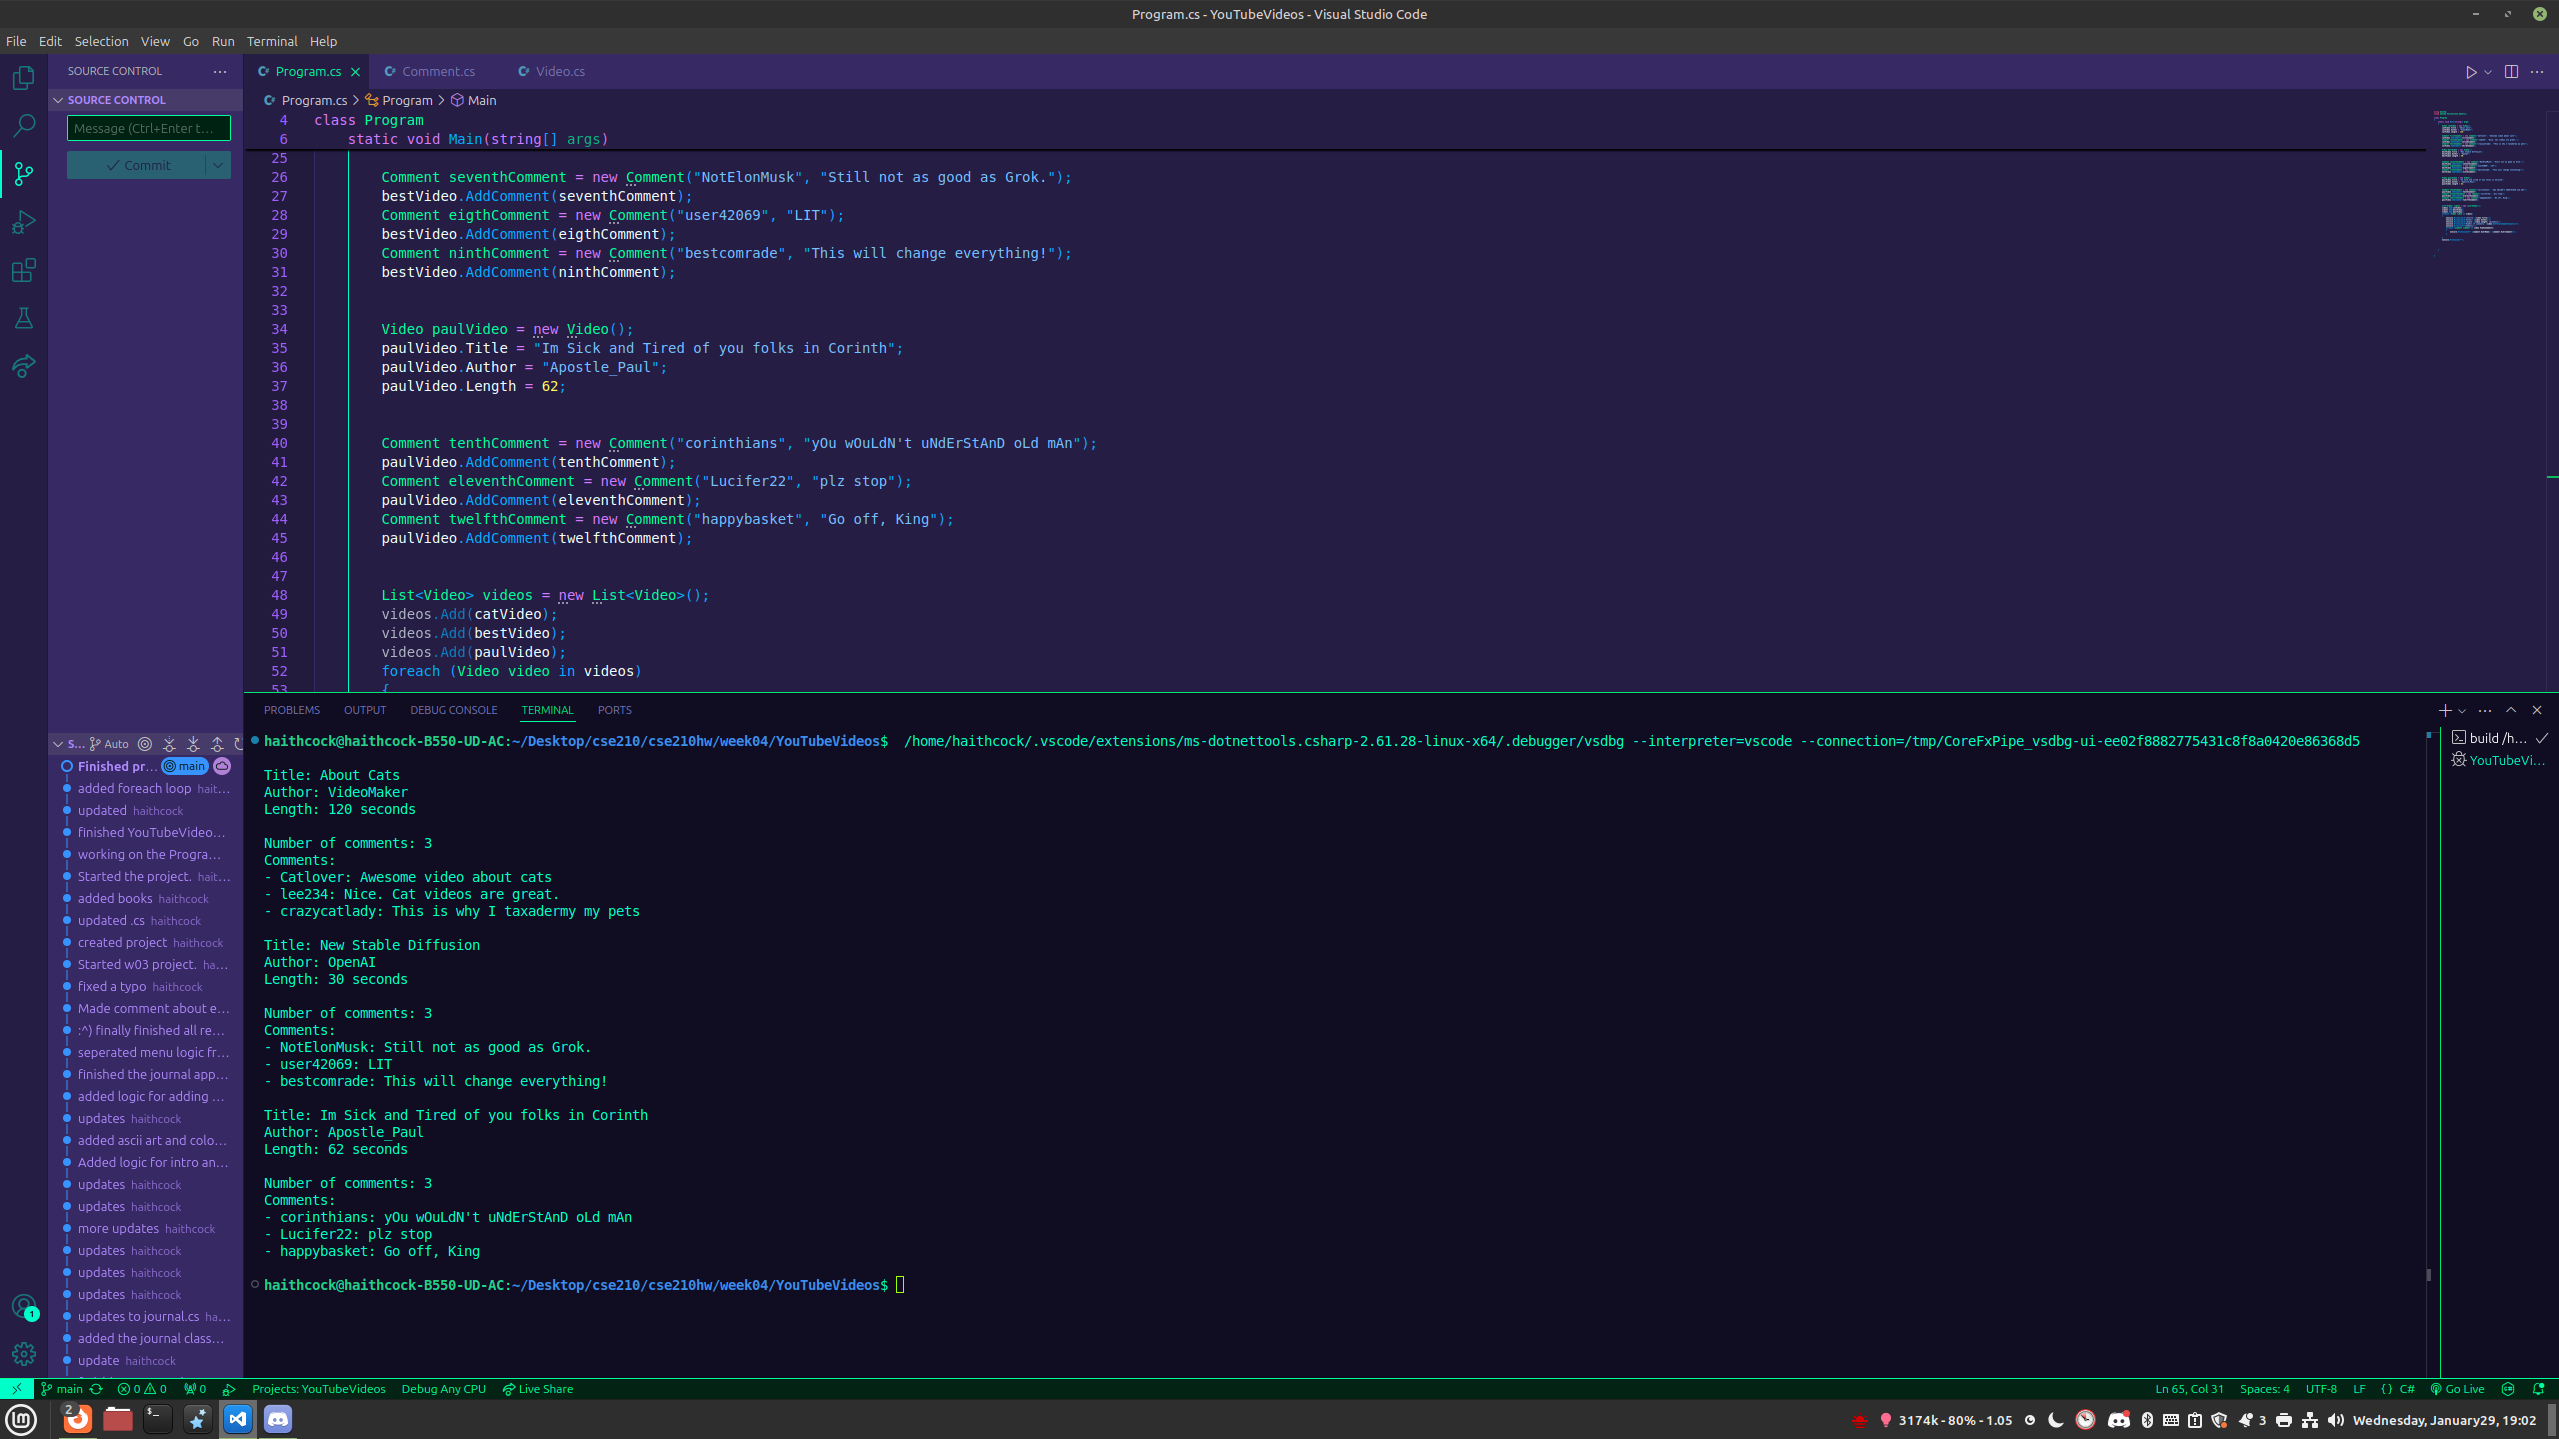 Program.cs - YouTubeVideos - Visual Studio Code
File Edit Selection View Go Run Terminal Help
SOURCE CONTROL
SOURCE CONTROL
Message (Ctrl+Enter t...
Commit
Program.cs Comment.cs Video.cs
Program.cs > Program > Main
4 class Program
6 static void Main(string[] args)
25
26 Comment seventhComment = new Comment("NotElonMusk", "Still not as good as Grok.");
27 bestVideo.AddComment(seventhComment);
28 Comment eigthComment = new Comment("user42069", "LIT");
29 bestVideo.AddComment(eigthComment);
30 Comment ninthComment = new Comment("bestcomrade", "This will change everything!");
31 bestVideo.AddComment(ninthComment);
32
33
34 Video paulVideo = new Video();
35 paulVideo.Title = "Im Sick and Tired of you folks in Corinth";
36 paulVideo.Author = "Apostle_Paul";
37 paulVideo.Length = 62;
38
39
40 Comment tenthComment = new Comment("corinthians", "yOu wOuLdN't uNdErStAnD oLd mAn");
41 paulVideo.AddComment(tenthComment);
42 Comment eleventhComment = new Comment("Lucifer22", "plz stop");
43 paulVideo.AddComment(eleventhComment);
44 Comment twelfthComment = new Comment("happybasket", "Go off, King");
45 paulVideo.AddComment(twelfthComment);
46
47
48 List<Video> videos = new List<Video>();
49 videos.Add(catVideo);
50 videos.Add(bestVideo);
51 videos.Add(paulVideo);
52 foreach (Video video in videos)
53 {
S... Auto
Finished pr... main
added foreach loop hait...
updated haithcock
finished YouTubeVideo...
working on the Progra...
Started the project. hait...
added books haithcock
updated .cs haithcock
created project haithcock
Started w03 project. ha...
fixed a typo haithcock
Made comment about e...
:^) finally finished all re...
seperated menu logic fr...
finished the journal app...
added logic for adding ...
updates haithcock
added ascii art and colo...
Added logic for intro an...
updates haithcock
updates haithcock
more updates haithcock
updates haithcock
updates haithcock
updates haithcock
updates to journal.cs ha...
added the journal class...
update haithcock
PROBLEMS OUTPUT DEBUG CONSOLE TERMINAL PORTS
haithcock@haithcock-B550-UD-AC:~/Desktop/cse210/cse210hw/week04/YouTubeVideos$ /home/haithcock/.vscode/extensions/ms-dotnettools.csharp-2.61.28-linux-x64/.debugger/vsdbg --interpreter=vscode --connection=/tmp/CoreFxPipe_vsdbg-ui-ee02f8882775431c8f8a0420e86368d5
Title: About Cats
Author: VideoMaker
Length: 120 seconds
Number of comments: 3
Comments:
- Catlover: Awesome video about cats
- lee234: Nice. Cat videos are great.
- crazycatlady: This is why I taxadermy my pets
Title: New Stable Diffusion
Author: OpenAI
Length: 30 seconds
Number of comments: 3
Comments:
- NotElonMusk: Still not as good as Grok.
- user42069: LIT
- bestcomrade: This will change everything!
Title: Im Sick and Tired of you folks in Corinth
Author: Apostle_Paul
Length: 62 seconds
Number of comments: 3
Comments:
- corinthians: yOu wOuLdN't uNdErStAnD oLd mAn
- Lucifer22: plz stop
- happybasket: Go off, King
haithcock@haithcock-B550-UD-AC:~/Desktop/cse210/cse210hw/week04/YouTubeVideos$
build /h...
YouTubeVi...
1
main 0 0 0 Projects: YouTubeVideos Debug Any CPU Live Share Ln 65, Col 31 Spaces: 4 UTF-8 LF {} C# Go Live
2 3174k - 80% - 1.05 3 Wednesday, January29, 19:02